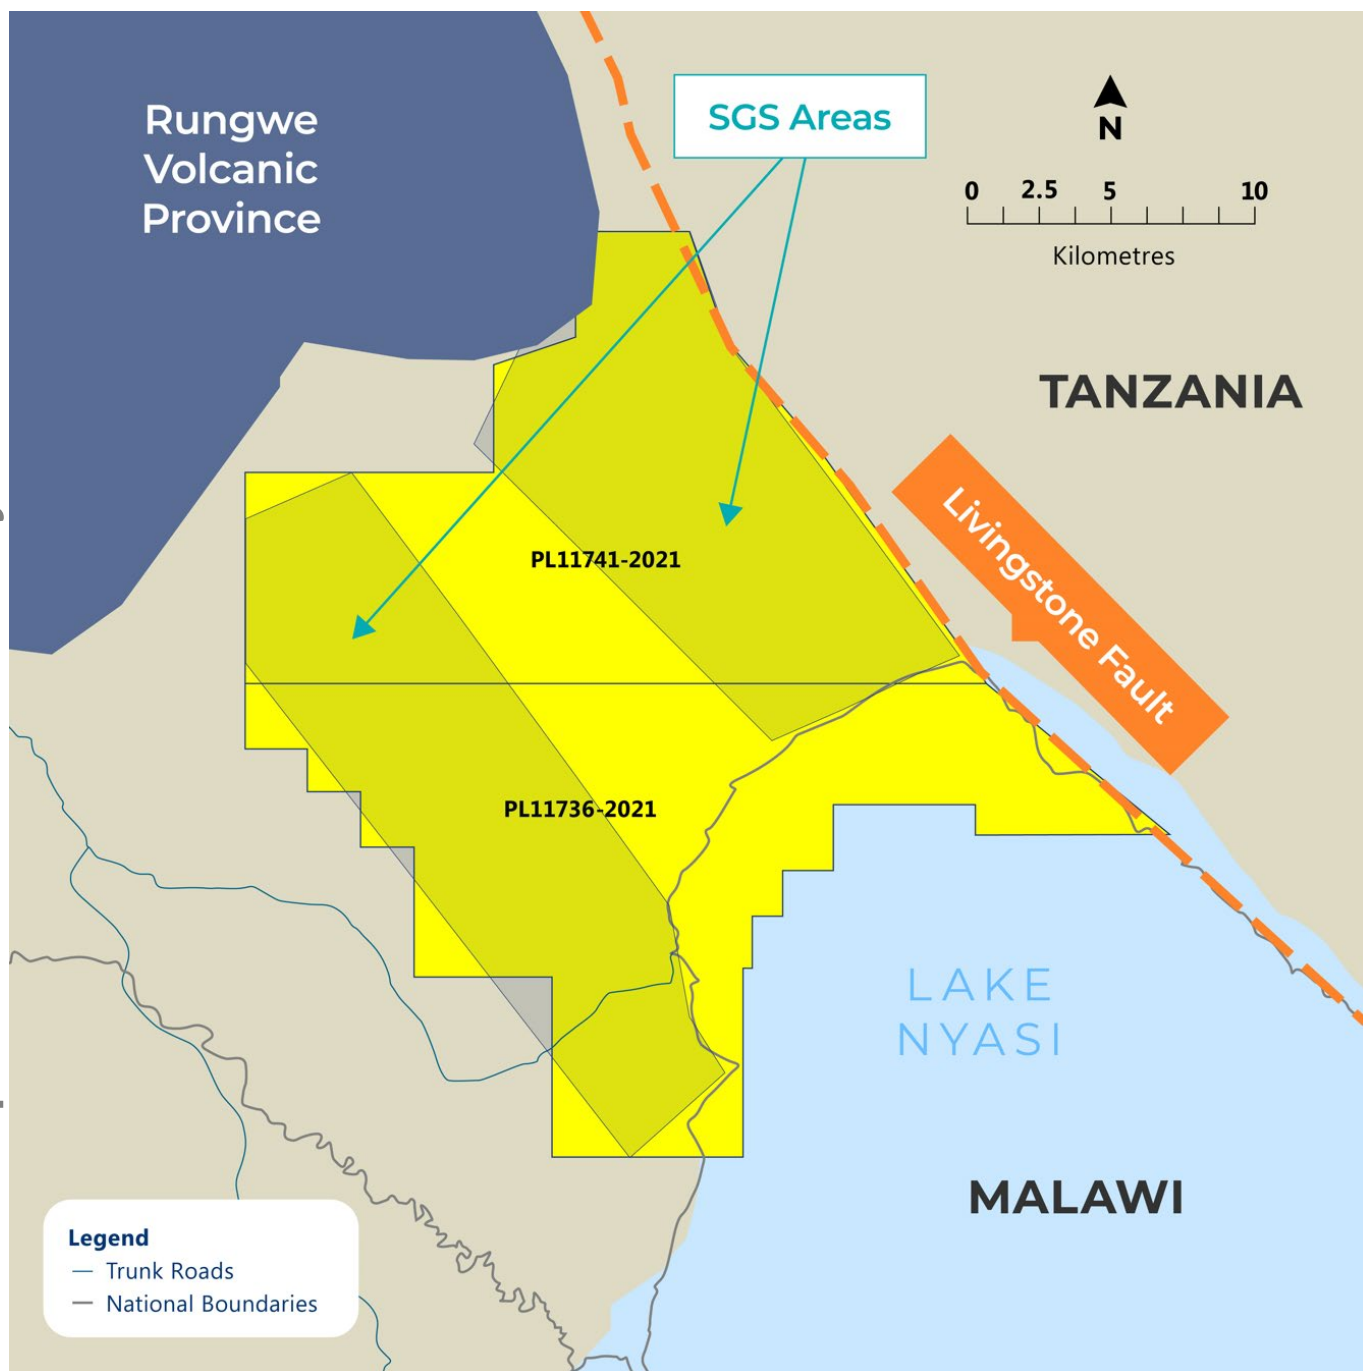 Rungwe
Volcanic
Province
SGS Areas
N
0 2.5 5 10
Kilometres
TANZANIA
Livingstone Fault
PL11741-2021
PL11736-2021
LAKE
NYASI
MALAWI
Legend
Trunk Roads
National Boundaries